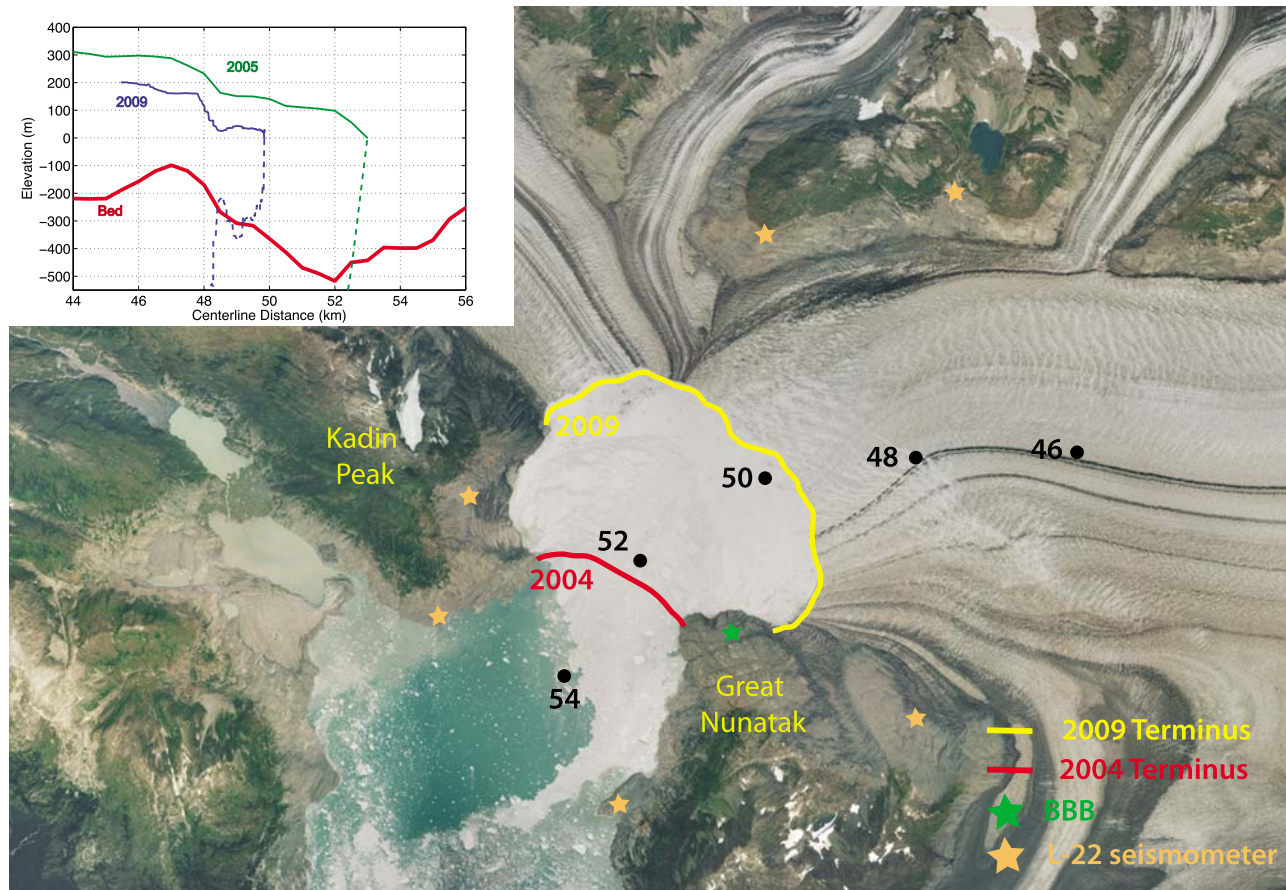 400
300
200
100
0
−100
−200
−300
−400
−500
Elevation (m)
2005
2009
Bed
44 46 48 50 52 54 56
Centerline Distance (km)
Kadin
Peak
2009
48
46
50
52
2004
54
Great
Nunatak
2009 Terminus
2004 Terminus
BBB
L-22 seismometer